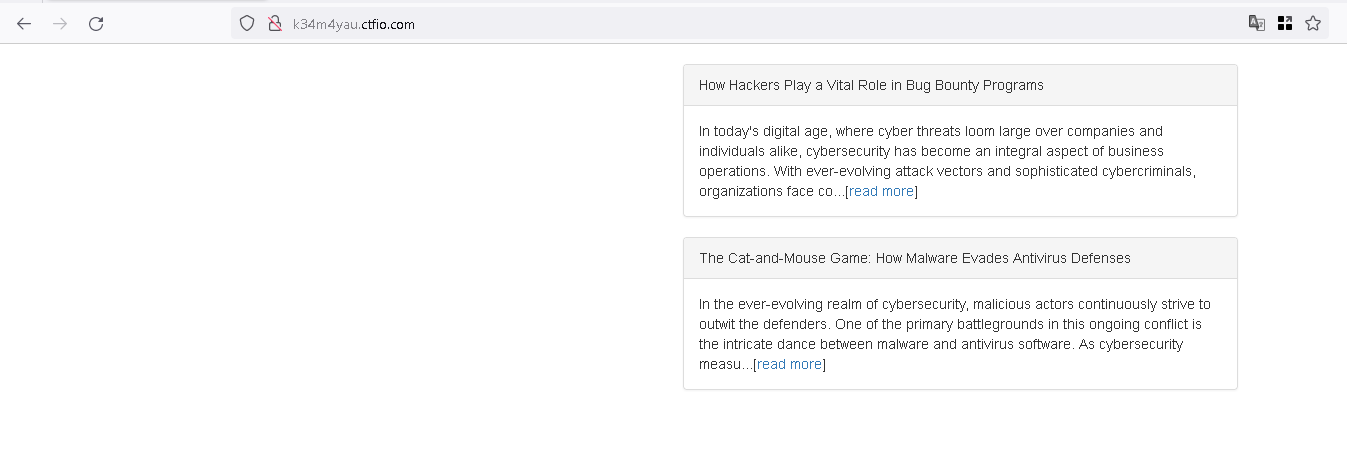 k34m4yau.ctfio.com
How Hackers Play a Vital Role in Bug Bounty Programs
In today's digital age, where cyber threats loom large over companies and
individuals alike, cybersecurity has become an integral aspect of business
operations. With ever-evolving attack vectors and sophisticated cybercriminals,
organizations face co...[read more]
The Cat-and-Mouse Game: How Malware Evades Antivirus Defenses
In the ever-evolving realm of cybersecurity, malicious actors continuously strive to
outwit the defenders. One of the primary battlegrounds in this ongoing conflict is
the intricate dance between malware and antivirus software. As cybersecurity
measu...[read more]